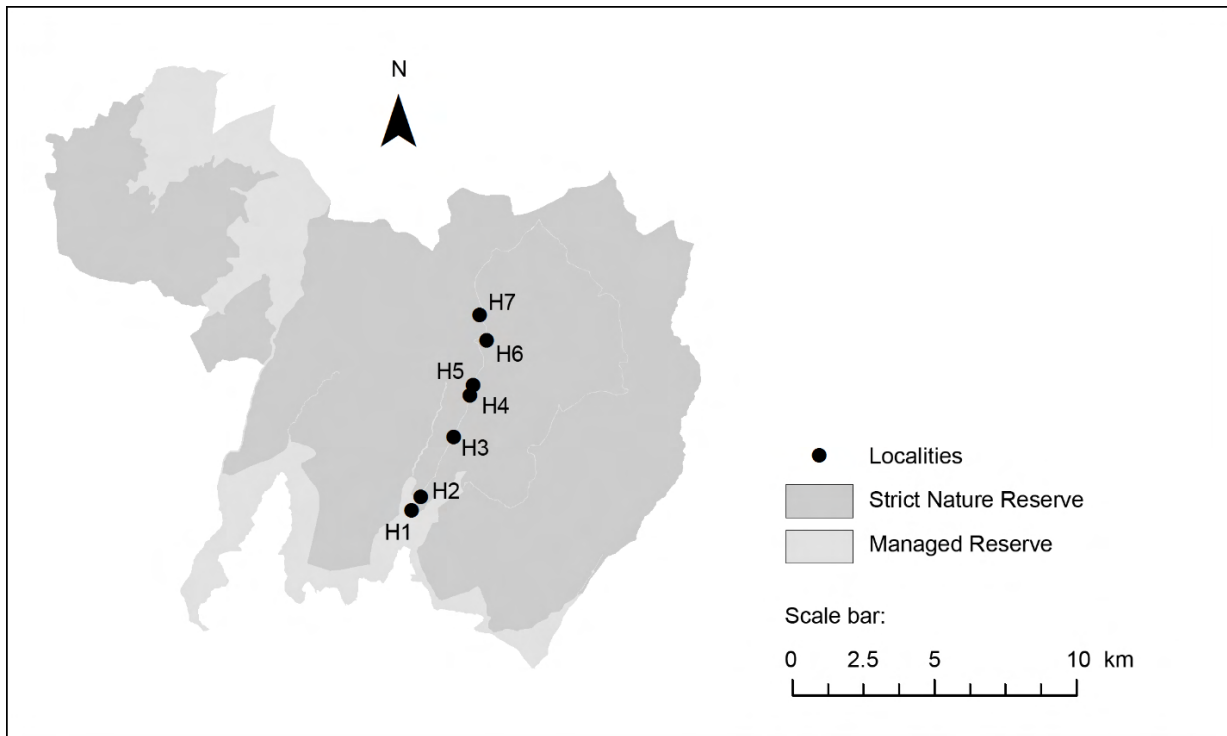 N
H7
H6
H5
H4
H3
H2
H1
Localities
Strict Nature Reserve
Managed Reserve
Scale bar:
0 2.5 5 10 km